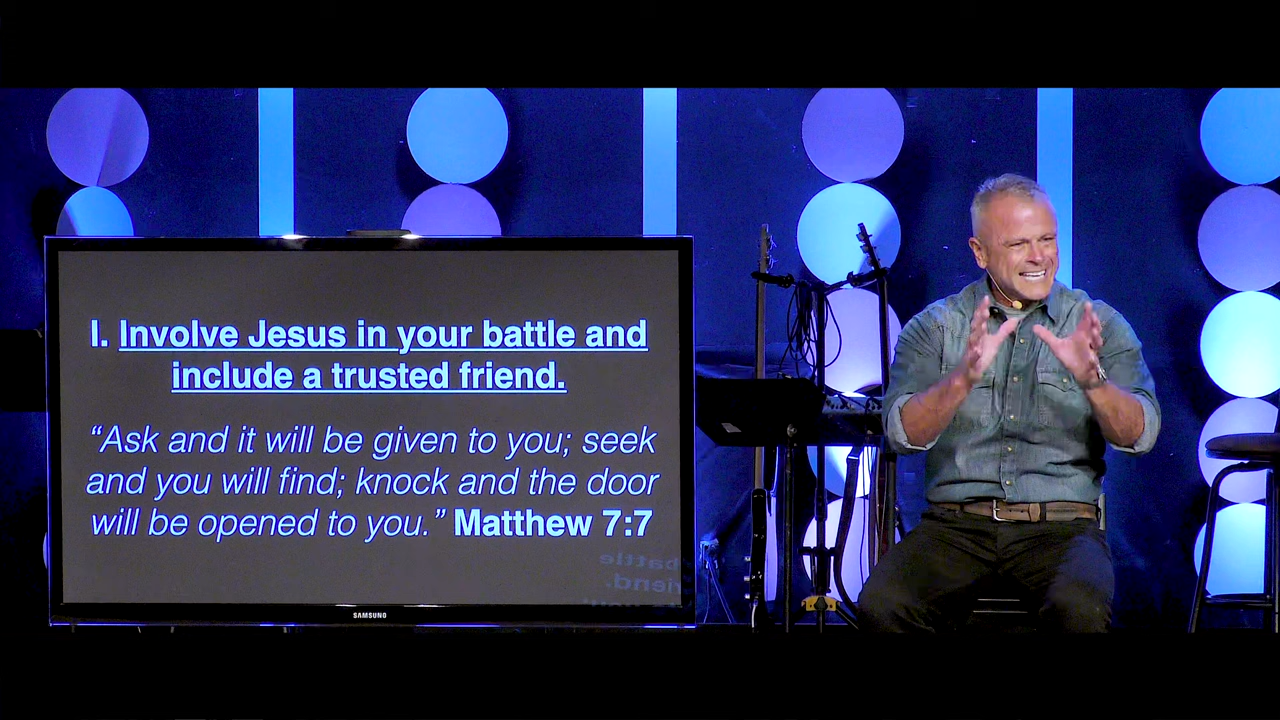 I. Involve Jesus in your battle and
include a trusted friend.
“Ask and it will be given to you; seek
and you will find; knock and the door
will be opened to you.” Matthew 7:7
SAMSUNG